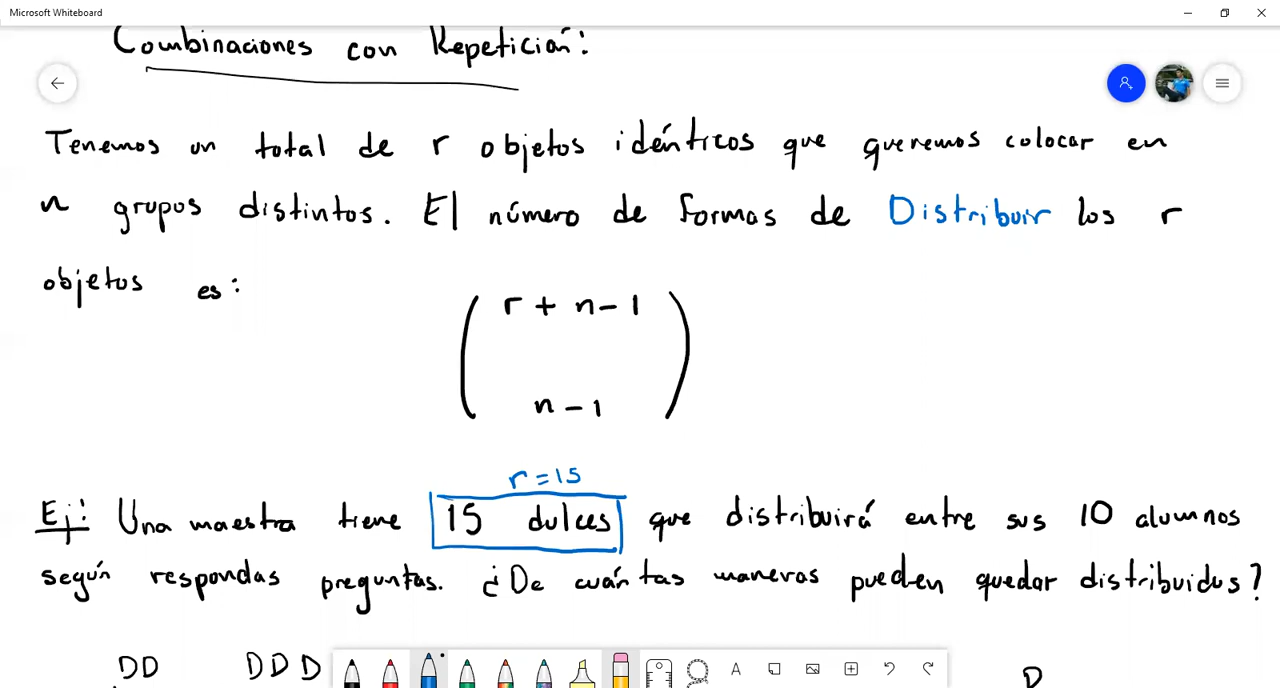 Microsoft Whiteboard
Combinaciones con Repetición:
Tenemos un total de r objetos idénticos que queremos colocar en
n grupos distintos. El número de formas de Distribuir los r
objetos es:
r + n - 1
n - 1
r = 15
Ej: Una maestra tiene 15 dulces que distribuirá entre sus 10 alumnos
según respondas preguntas. ¿De cuántas maneras pueden quedar distribuidos?
DD DDD D
A